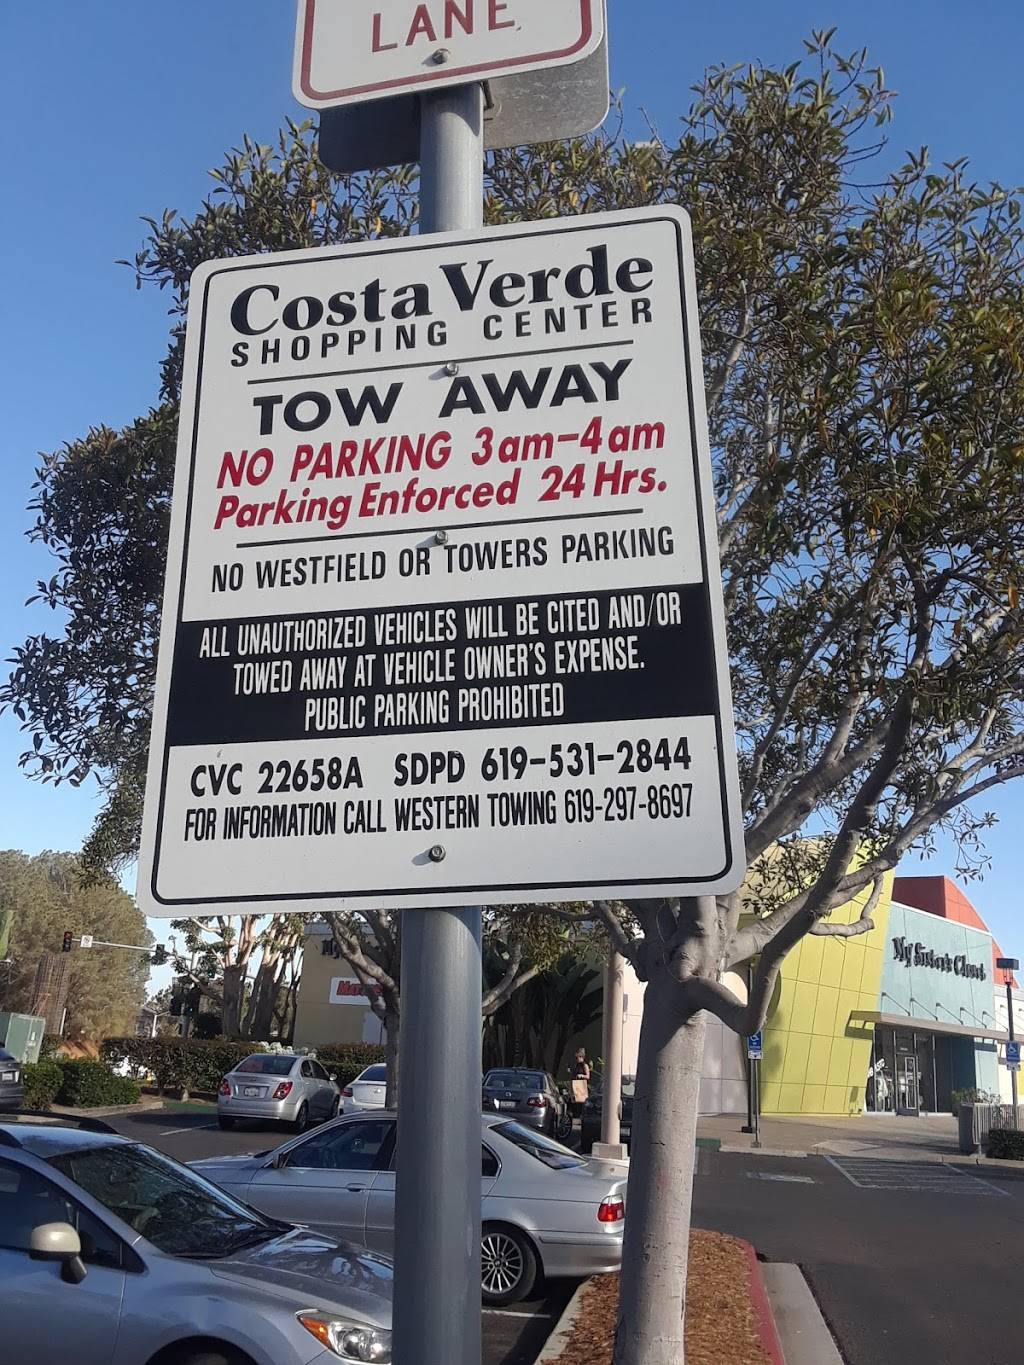 LANE
Costa Verde
SHOPPING CENTER
TOW AWAY
NO PARKING 3am-4am
Parking Enforced 24 Hrs.
NO WESTFIELD OR TOWERS PARKING
ALL UNAUTHORIZED VEHICLES WILL BE CITED AND/OR
TOWED AWAY AT VEHICLE OWNER'S EXPENSE.
PUBLIC PARKING PROHIBITED
CVC 22658A SDPD 619-531-2844
FOR INFORMATION CALL WESTERN TOWING 619-297-8697
My Sister's Closet